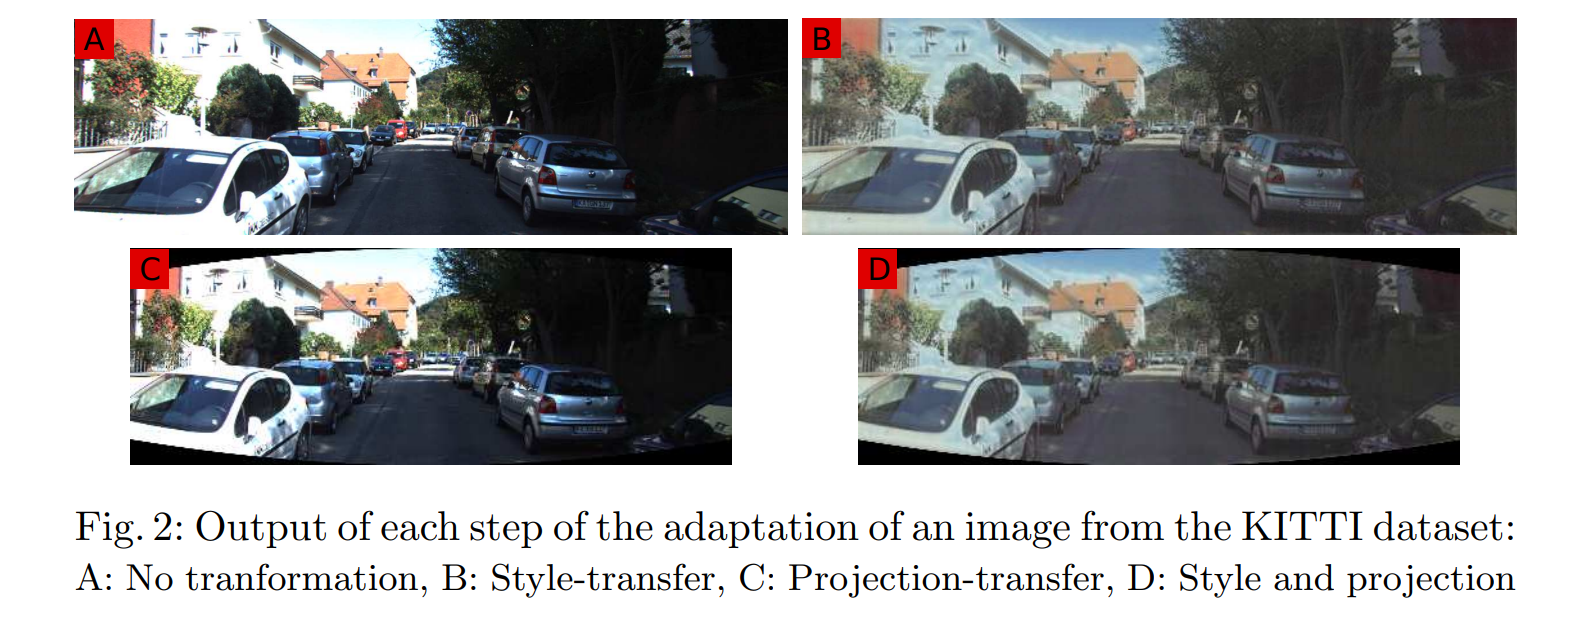 A
B
C
D
Fig. 2: Output of each step of the adaptation of an image from the KITTI dataset:
A: No tranformation, B: Style-transfer, C: Projection-transfer, D: Style and projection